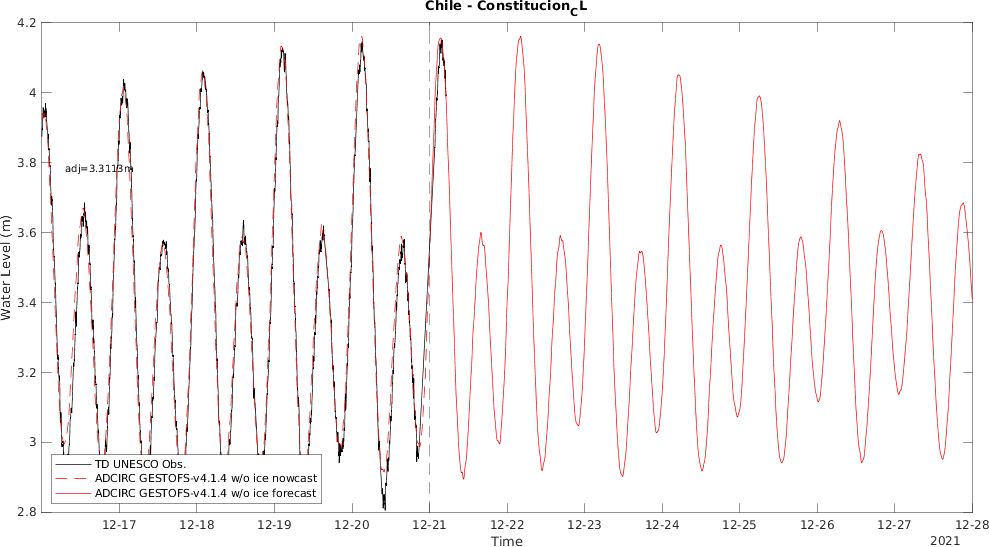 Chile - Constitucion_CL
4.2
4
3.8
3.6
3.4
3.2
3
2.8
Water Level (m)
adj=3.3113m
TD UNESCO Obs.
ADCIRC GESTOFS-v4.1.4 w/o ice nowcast
ADCIRC GESTOFS-v4.1.4 w/o ice forecast
12-17 12-18 12-19 12-20 12-21 12-22 12-23 12-24 12-25 12-26 12-27 12-28
Time
2021